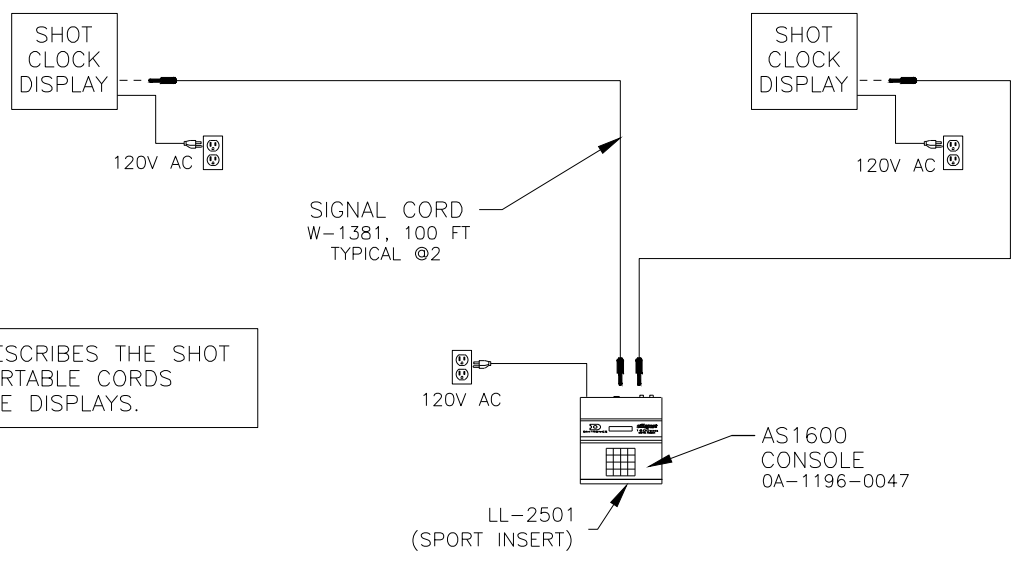 SHOT
CLOCK
DISPLAY
120V AC
SHOT
CLOCK
DISPLAY
120V AC
SIGNAL CORD
W-1381, 100 FT
TYPICAL @2
ESCRIBES THE SHOT
RTABLE CORDS
E DISPLAYS.
120V AC
AS1600
CONSOLE
0A-1196-0047
LL-2501
(SPORT INSERT)